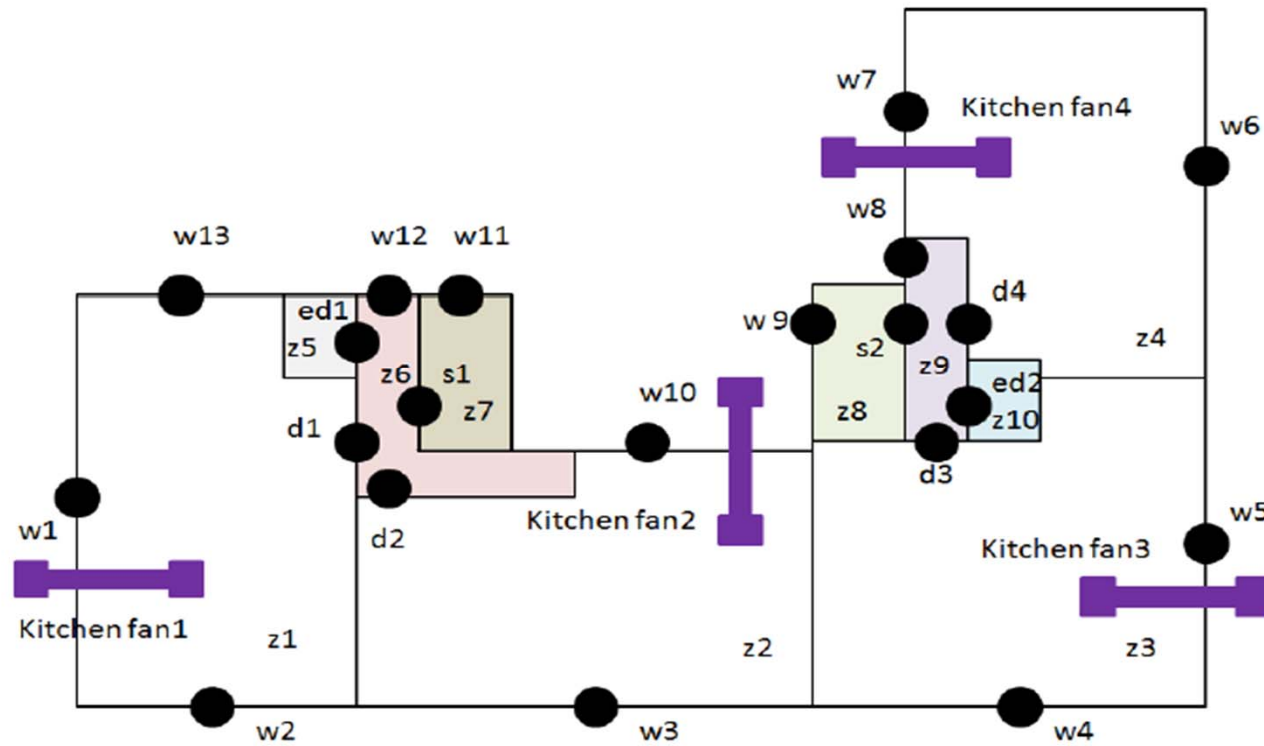 w7
Kitchen fan4
w6
w8
w13
w12
w11
d4
ed1
w 9
z5
s2
z4
z6
s1
z9
ed2
w10
z7
z8
z10
d1
d3
w1
d2
Kitchen fan2
w5
Kitchen fan3
Kitchen fan1
z1
z2
z3
w2
w3
w4